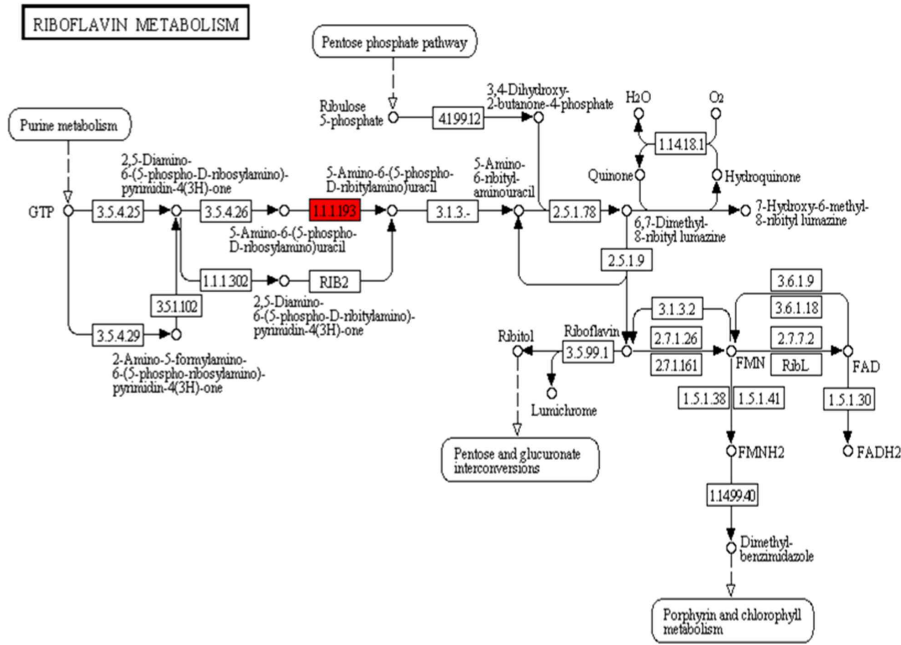 RIBOFLAVIN METABOLISM
Pentose phosphate pathway
3,4-Dihydroxy-
2-butanone-4-phosphate
H2O
O2
Ribulose
5-phosphate
4.1.99.12
1.14.18.1
Purine metabolism
2,5-Diamino-
6-(5-phospho-D-ribosylamino)-
pyrimidin-4(3H)-one
5-Amino-6-(5-phospho-
D-ribitylamino)uracil
5-Amino-
6-ribityl-
aminouracil
Quinone
Hydroquinone
GTP
3.5.4.25
3.5.4.26
1.1.1.193
3.1.3.-
2.5.1.78
7-Hydroxy-6-methyl-
8-ribityl lumazine
5-Amino-6-(5-phospho-
D-ribosylamino)uracil
6,7-Dimethyl-
8-ribityl lumazine
2.5.1.9
1.1.1.302
RIB2
3.6.1.9
3.5.1.102
2,5-Diamino-
6-(5-phospho-D-ribitylamino)-
pyrimidin-4(3H)-one
3.1.3.2
3.6.1.18
3.5.4.29
Ribitol
Riboflavin
2.7.1.26
2.7.7.2
3.5.99.1
2-Amino-5-formylamino-
6-(5-phospho-ribosylamino)-
pyrimidin-4(3H)-one
2.7.1.161
FMN
RibL
FAD
Lumichrome
1.5.1.38
1.5.1.41
1.5.1.30
Pentose and glucuronate
interconversions
FMNH2
FADH2
1.14.99.40
Dimethyl-
benzimidazole
Porphyrin and chlorophyll
metabolism